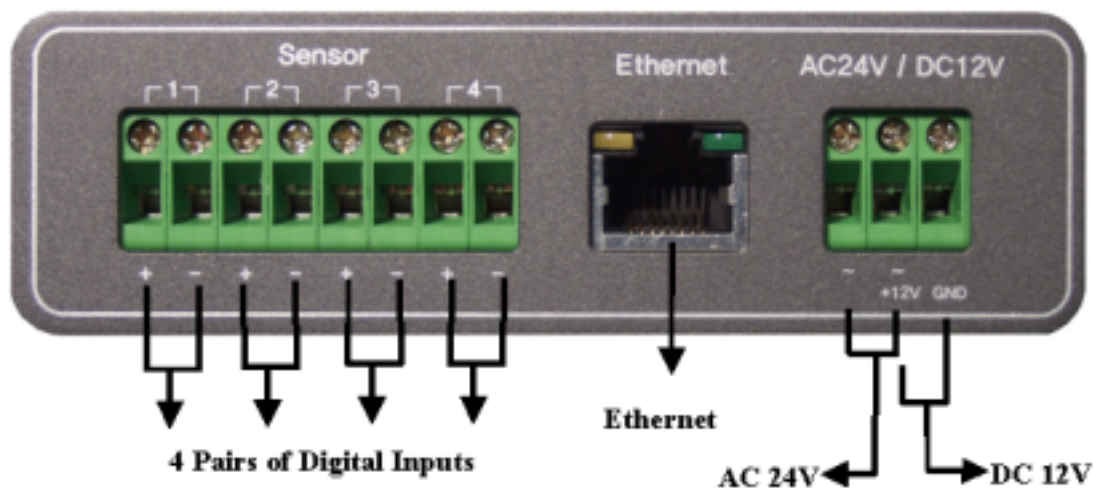 Sensor
Ethernet
AC24V / DC12V
1 2 3 4
+ − + − + − + −
~ ~
+12V GND
Ethernet
4 Pairs of Digital Inputs
AC 24V
DC 12V